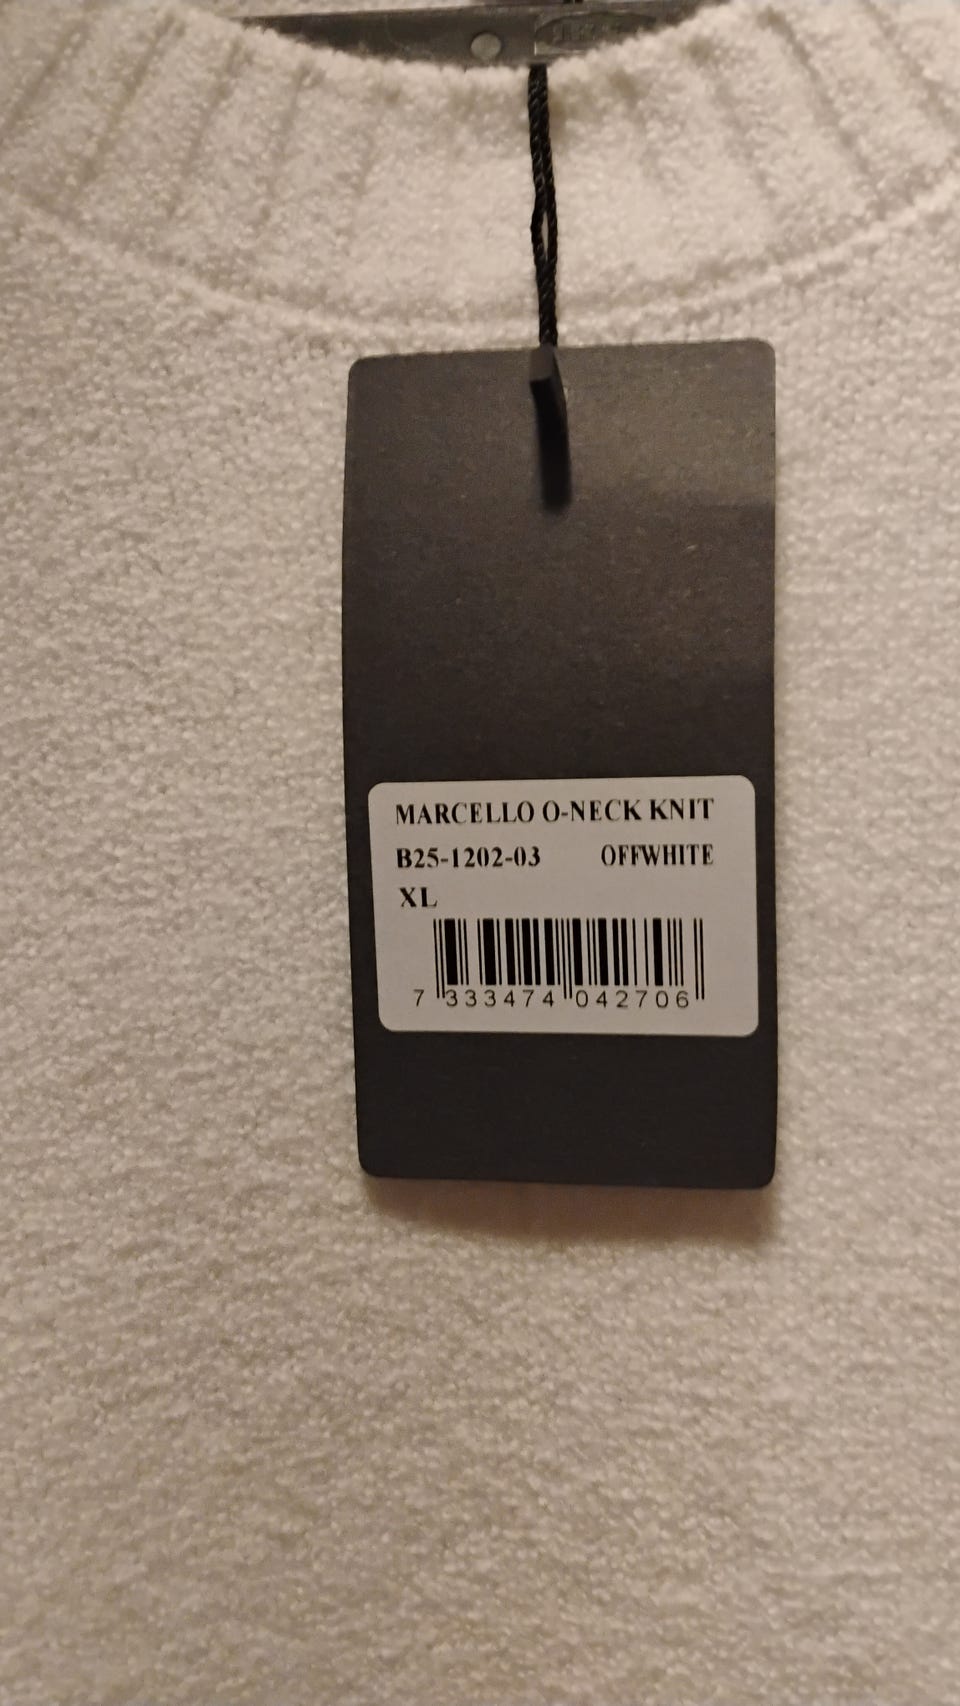 MARCELLO O-NECK KNIT
B25-1202-03 OFFWHITE
XL
7 333474 042706